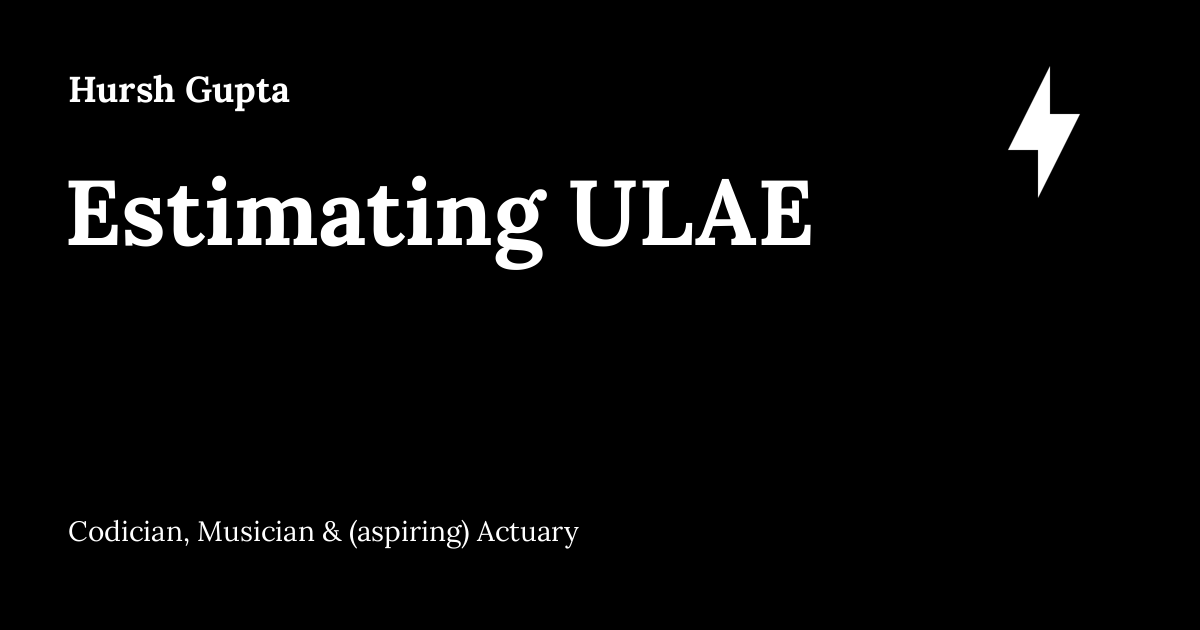 Hursh Gupta
Estimating ULAE
Codician, Musician & (aspiring) Actuary